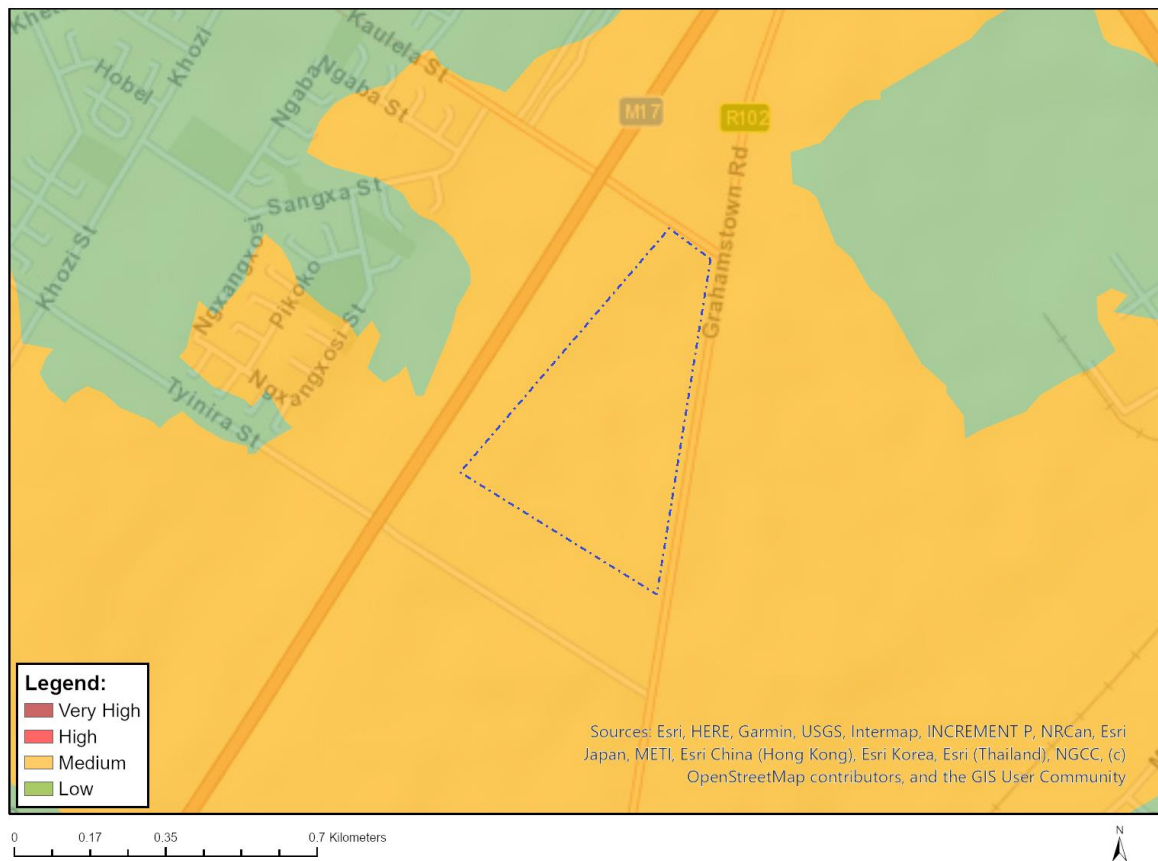 Khe
Khozi
Hobel
Ngaba
Kaulela St
Ngaba St
M17
R102
Sangxa St
Grahamstown Rd
Khozi St
Ngxangxosi
Pikoko
Ngxangxosi St
Tyinira St
Legend:
Very High
High
Medium
Low
Sources: Esri, HERE, Garmin, USGS, Intermap, INCREMENT P, NRCan, Esri
Japan, METI, Esri China (Hong Kong), Esri Korea, Esri (Thailand), NGCC, (c)
OpenStreetMap contributors, and the GIS User Community
0 0.17 0.35 0.7 Kilometers
N